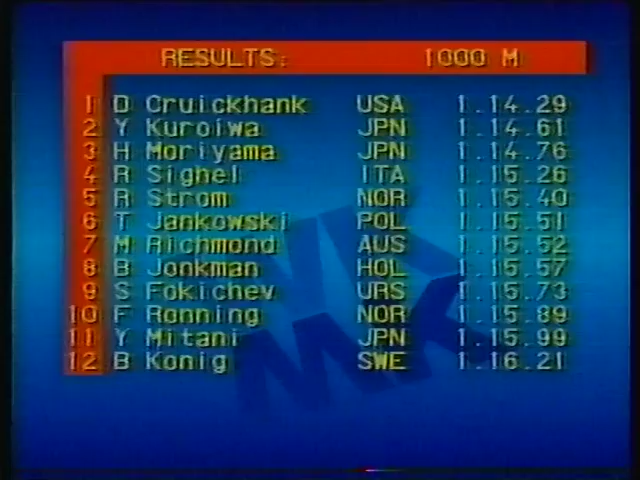 RESULTS: 1000 M
1 D Cruickhank USA 1.14.29
2 Y Kuroiwa JPN 1.14.61
3 H Moriyama JPN 1.14.76
4 R Sighel ITA 1.15.26
5 R Strom NOR 1.15.40
6 T Jankowski POL 1.15.51
7 M Richmond AUS 1.15.52
8 B Jonkman HOL 1.15.57
9 S Fokichev URS 1.15.73
10 F Ronning NOR 1.15.89
11 Y Mitani JPN 1.15.99
12 B Konig SWE 1.16.21